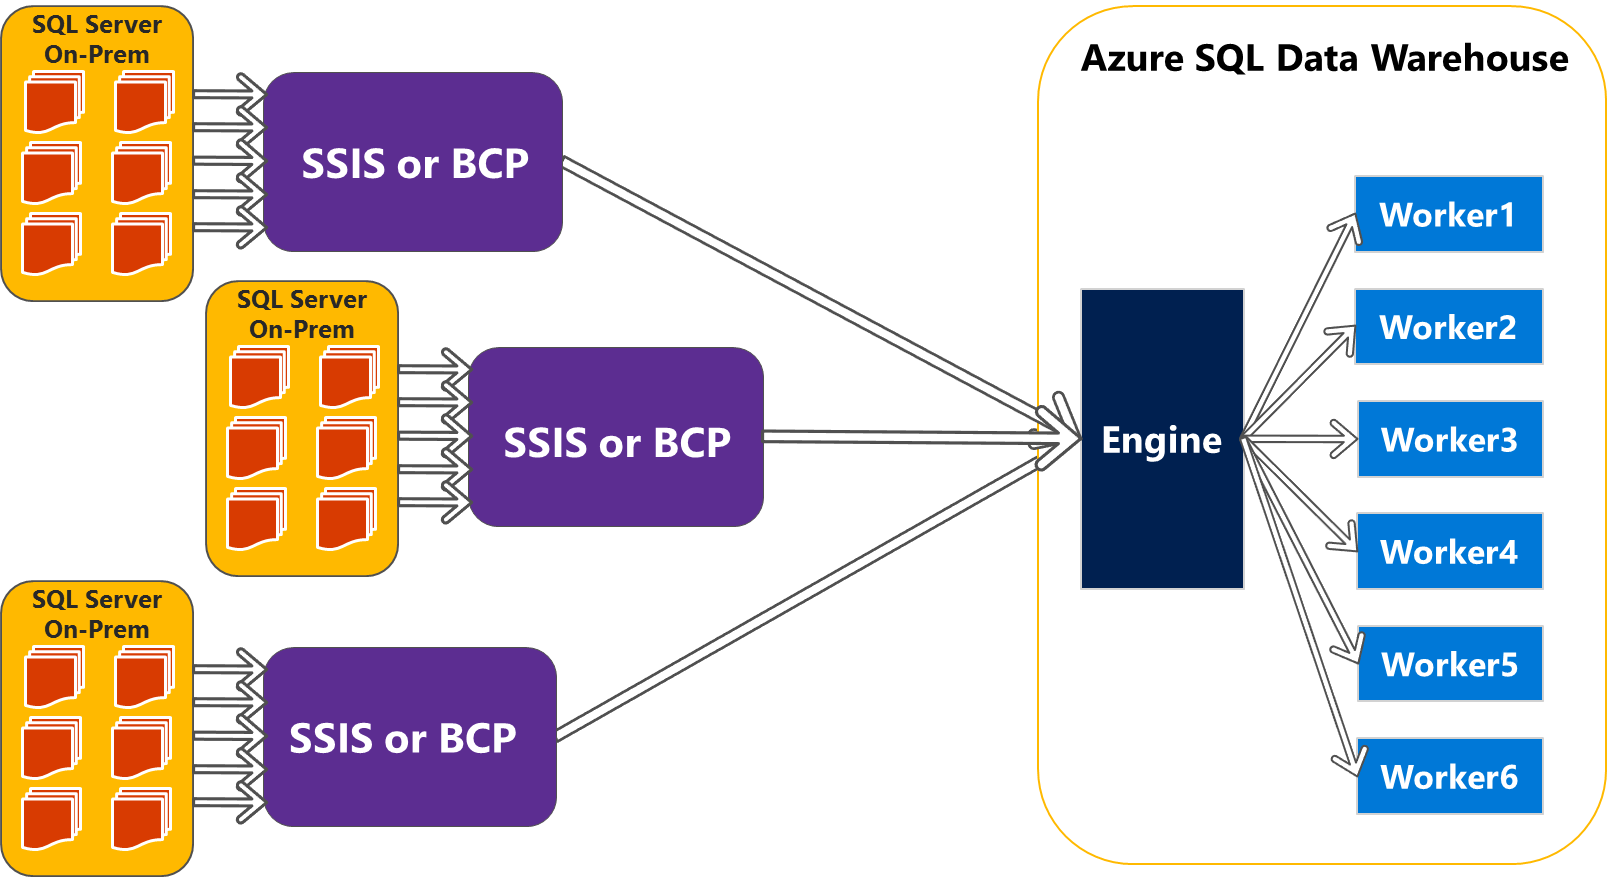 SQL Server
On-Prem
SSIS or BCP
SQL Server
On-Prem
SSIS or BCP
SQL Server
On-Prem
SSIS or BCP
Azure SQL Data Warehouse
Engine
Worker1
Worker2
Worker3
Worker4
Worker5
Worker6